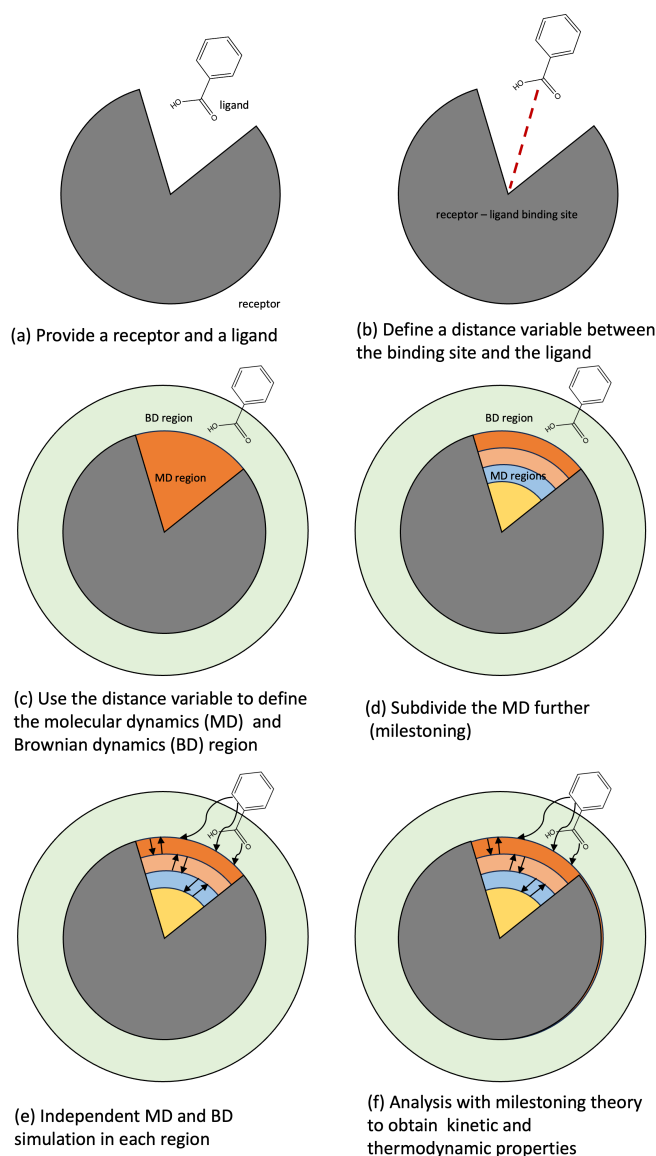 HO
O
ligand
receptor
(a) Provide a receptor and a ligand
HO
O
receptor – ligand binding site
(b) Define a distance variable between
the binding site and the ligand
BD region
HO
O
MD region
(c) Use the distance variable to define
the molecular dynamics (MD) and
Brownian dynamics (BD) region
BD region
HO
O
MD regions
(d) Subdivide the MD further
(milestoning)
HO
O
(e) Independent MD and BD
simulation in each region
HO
O
(f) Analysis with milestoning theory
to obtain kinetic and
thermodynamic properties